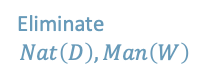 Eliminate
Nat(D), Man(W)